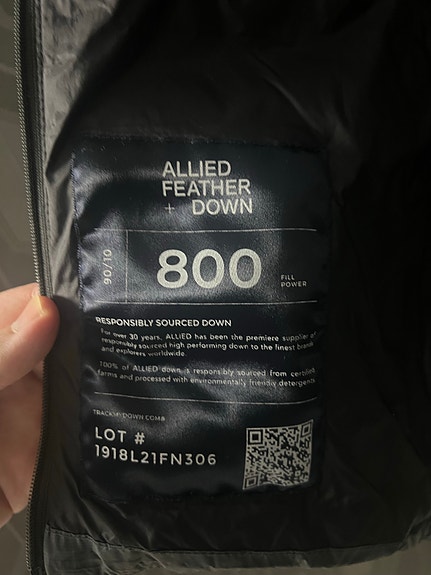 ALLIED
FEATHER
+ DOWN
90/10
800
FILL
POWER
RESPONSIBLY SOURCED DOWN
For over 30 years, ALLIED has been the premiere supplier of
responsibly sourced high performing down to the finest brands
and explorers worldwide.
100% of ALLIED down is responsibly sourced from certified
farms and processed with environmentally friendly detergents.
TRACKMYDOWN.COM®
LOT #
1918L21FN306